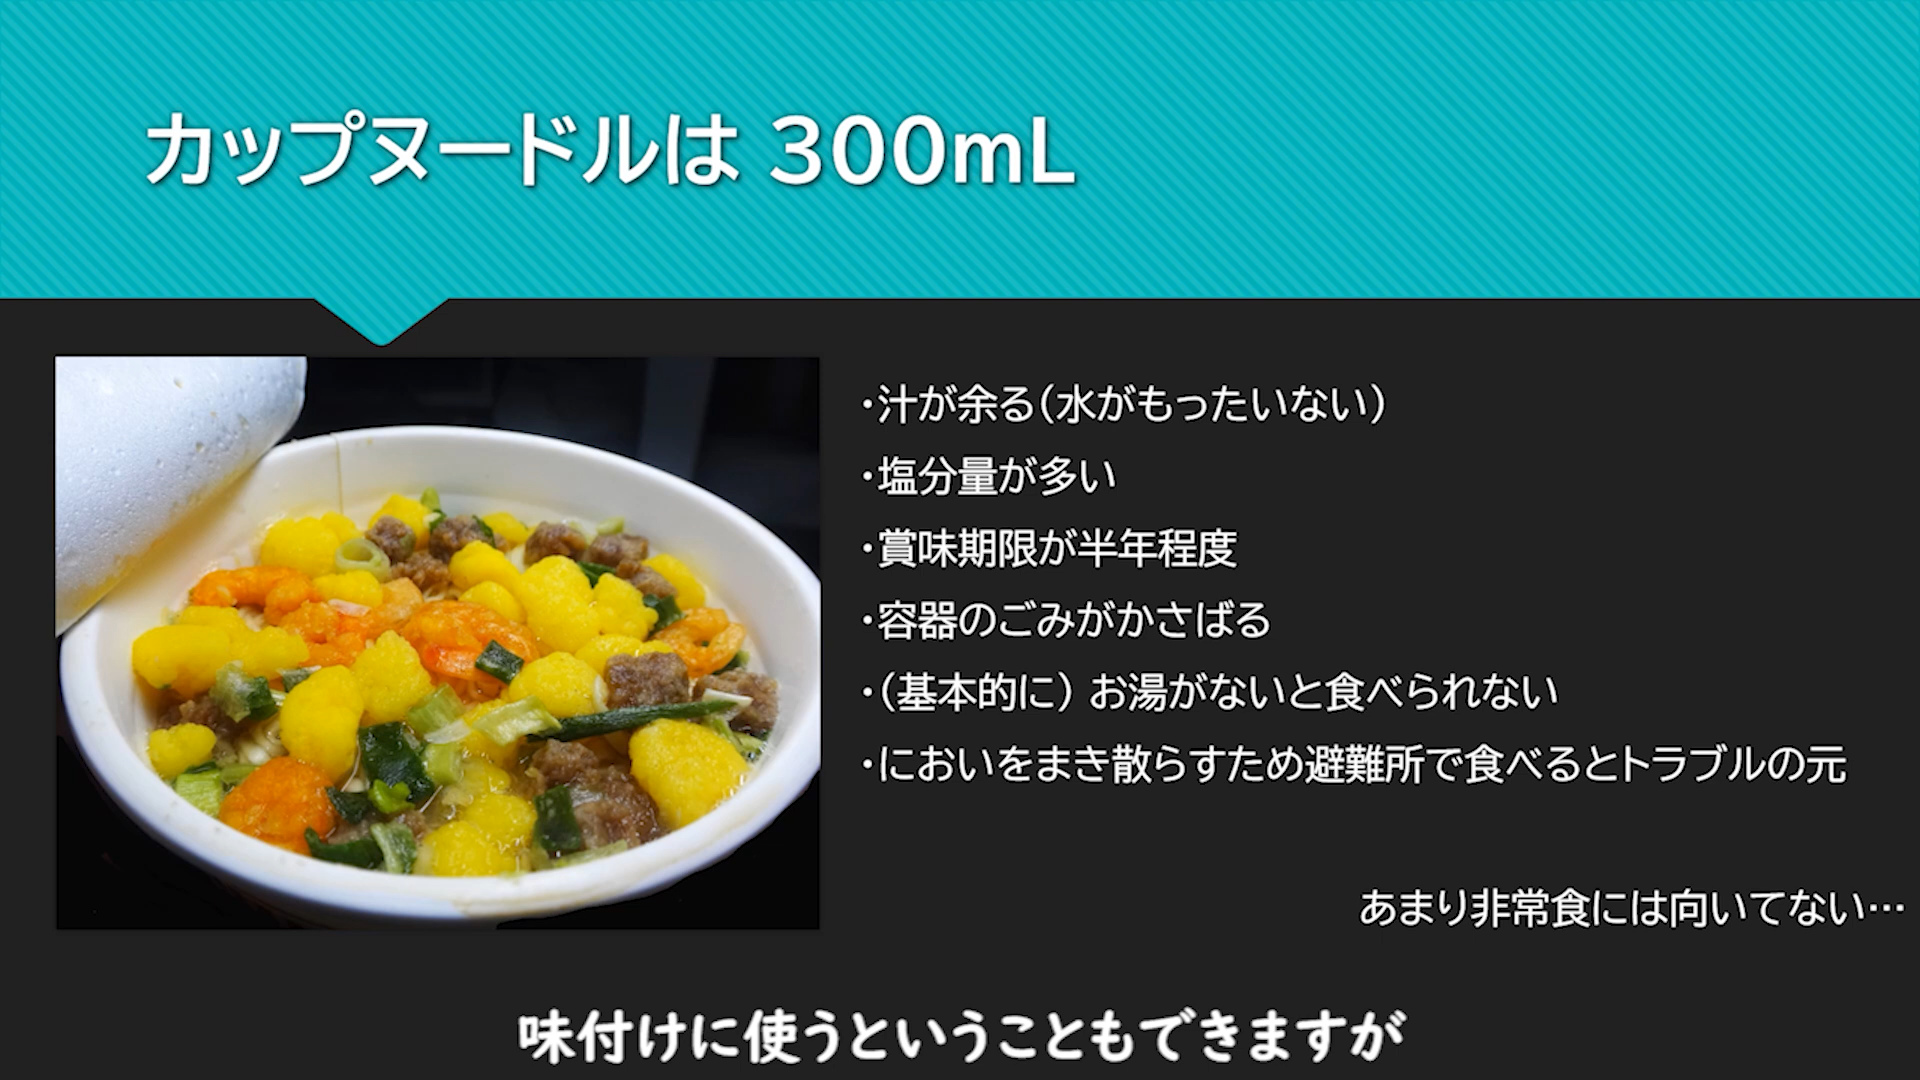 カップヌードルは 300mL
・汁が余る（水がもったいない）
・塩分量が多い
・賞味期限が半年程度
・容器のごみがかさばる
・（基本的に） お湯がないと食べられない
・においをまき散らすため避難所で食べるとトラブルの元
あまり非常食には向いてない…
味付けに使うということもできますが